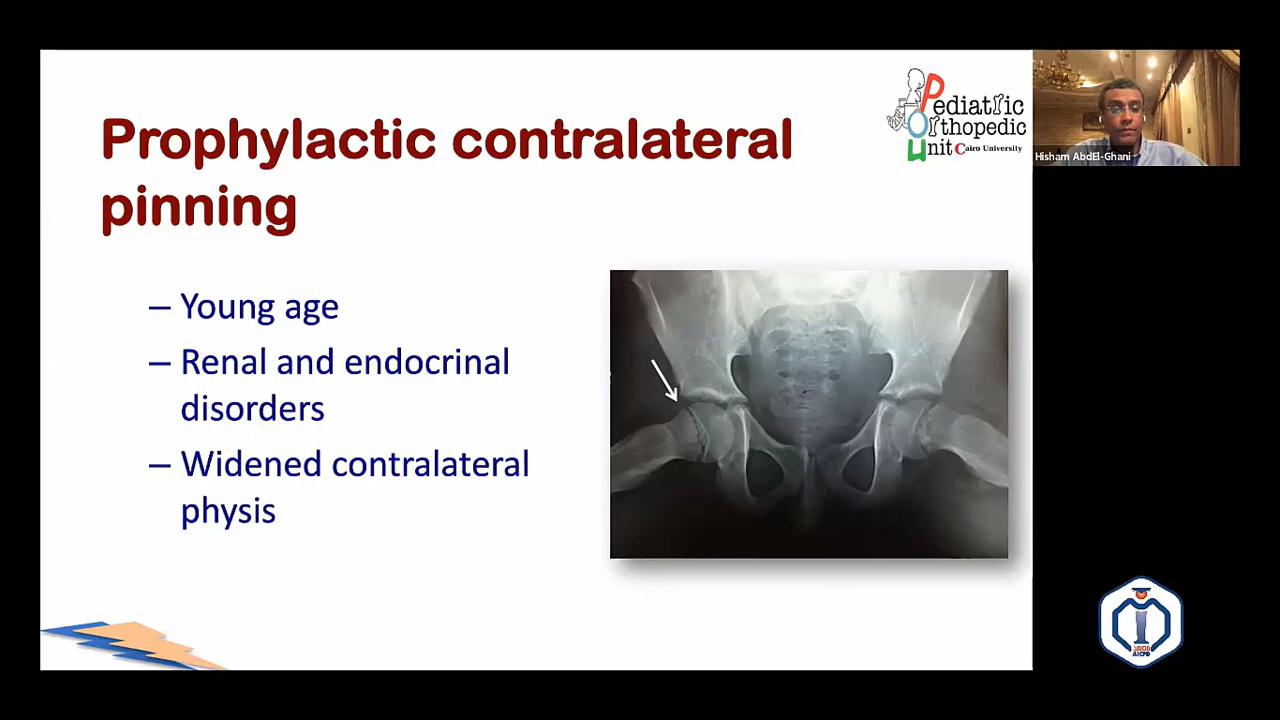 Prophylactic contralateral
pinning
– Young age
– Renal and endocrinal
disorders
– Widened contralateral
physis
Pediatric
Orthopedic
Unit Cairo University
Hisham AbdEl-Ghani